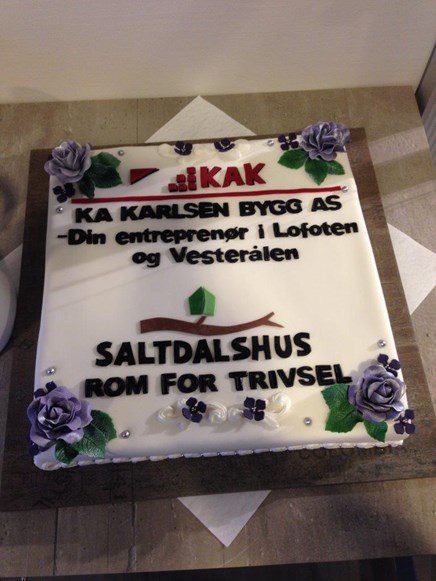 KAK
KA KARLSEN BYGG AS
-Din entreprenør i Lofoten
og Vesterålen
SALTDALSHUS
ROM FOR TRIVSEL